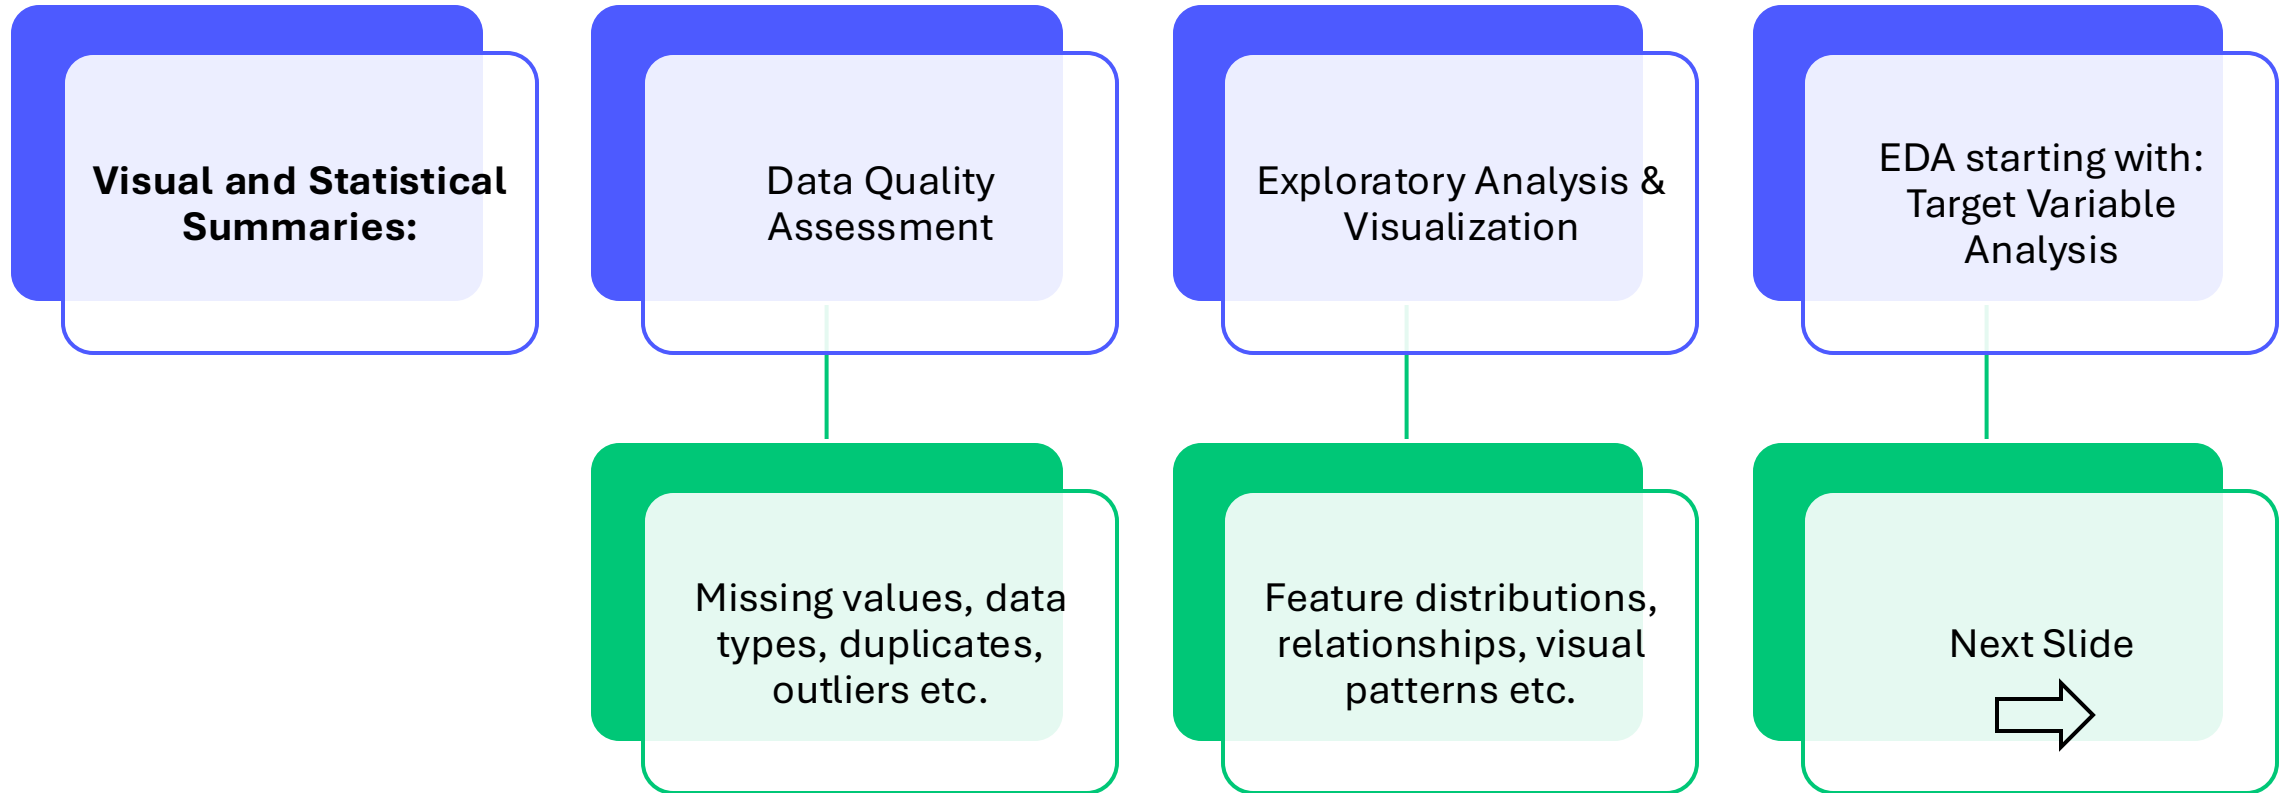 Visual and Statistical
Summaries:
Data Quality
Assessment
Exploratory Analysis &
Visualization
EDA starting with:
Target Variable
Analysis
Missing values, data
types, duplicates,
outliers etc.
Feature distributions,
relationships, visual
patterns etc.
Next Slide